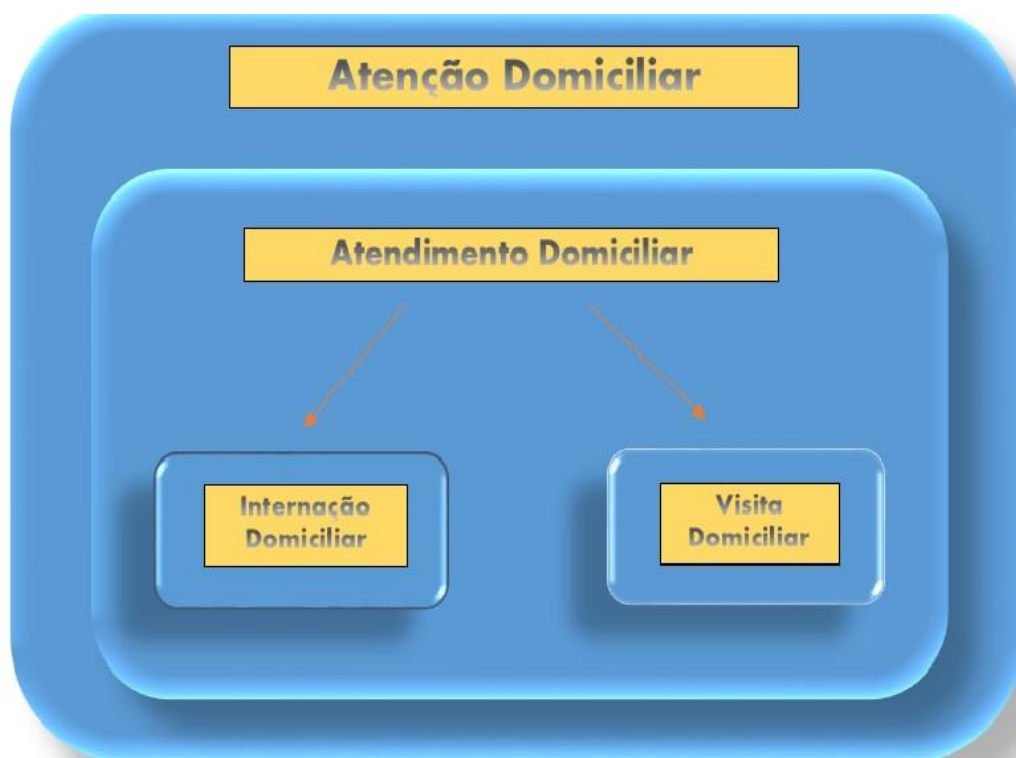 Atenção Domiciliar
Atendimento Domiciliar
Internação
Domiciliar
Visita
Domiciliar